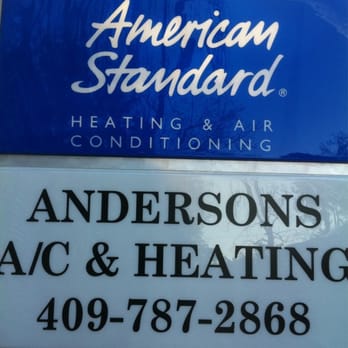 American
Standard®
HEATING & AIR
CONDITIONING
ANDERSONS
A/C & HEATING
409-787-2868